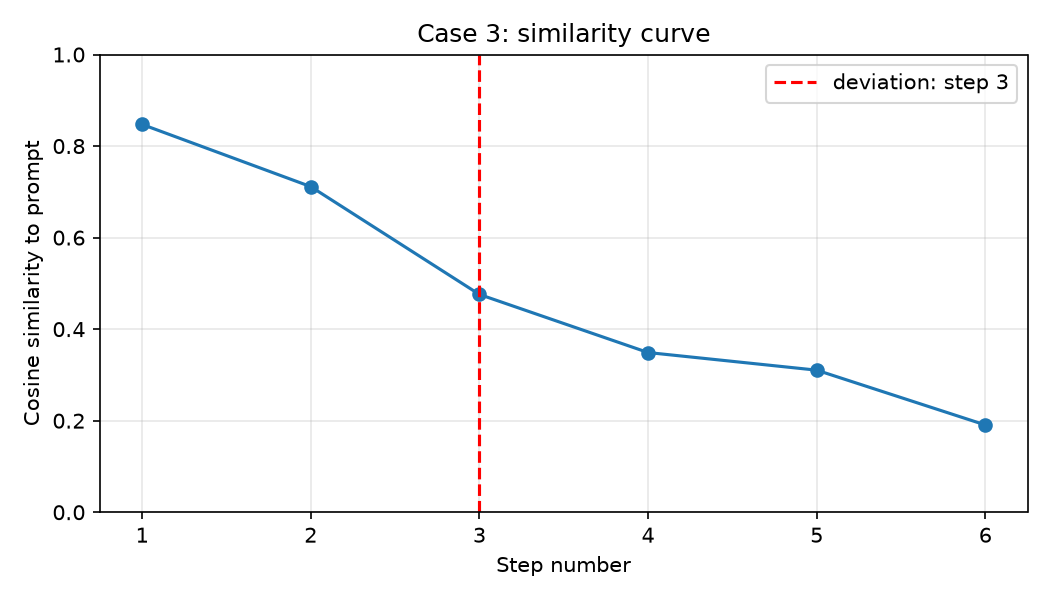 Case 3: similarity curve
deviation: step 3
Cosine similarity to prompt
1.0
0.8
0.6
0.4
0.2
0.0
1 2 3 4 5 6
Step number